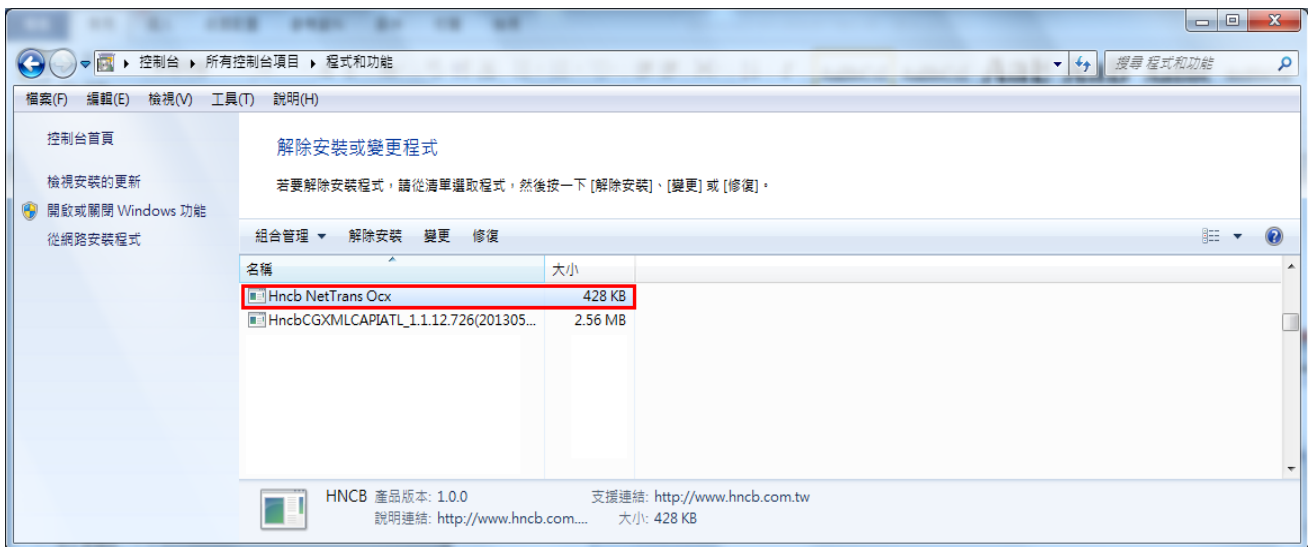 控制台 ▸ 所有控制台項目 ▸ 程式和功能
搜尋 程式和功能
檔案(F) 編輯(E) 檢視(V) 工具(T) 說明(H)
控制台首頁
檢視安裝的更新
開啟或關閉 Windows 功能
從網路安裝程式
解除安裝或變更程式
若要解除安裝程式，請從清單選取程式，然後按一下 [解除安裝]、[變更] 或 [修復]。
組合管理 ▼ 解除安裝 變更 修復
名稱 大小
Hncb NetTrans Ocx 428 KB
HncbCGXMLCAPIATL_1.1.12.726(201305... 2.56 MB
HNCB 產品版本: 1.0.0 支援連結: http://www.hncb.com.tw
說明連結: http://www.hncb.com.... 大小: 428 KB